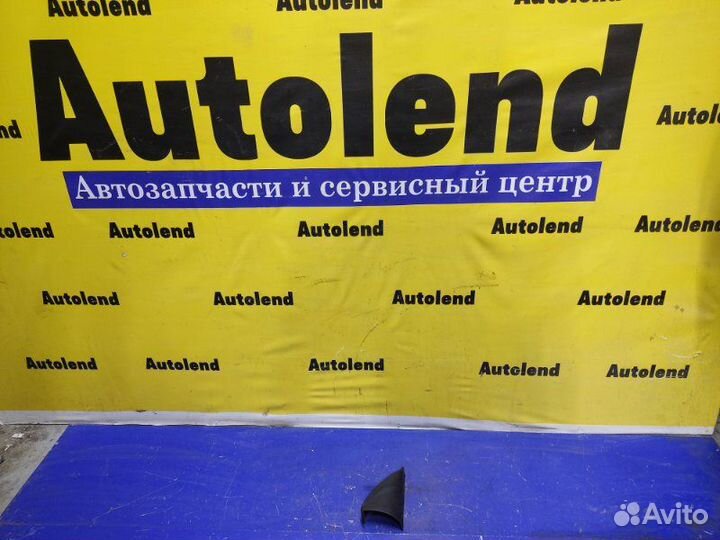 Autolend Autolend Autolend
Autolend
Autolend
Автозапчасти и сервисный центр
Autolend Autolend Autolend Autolend
Autolend Autolend Autolend Autolend
Autolend Autolend Autolend Autolend Autolend
Avito